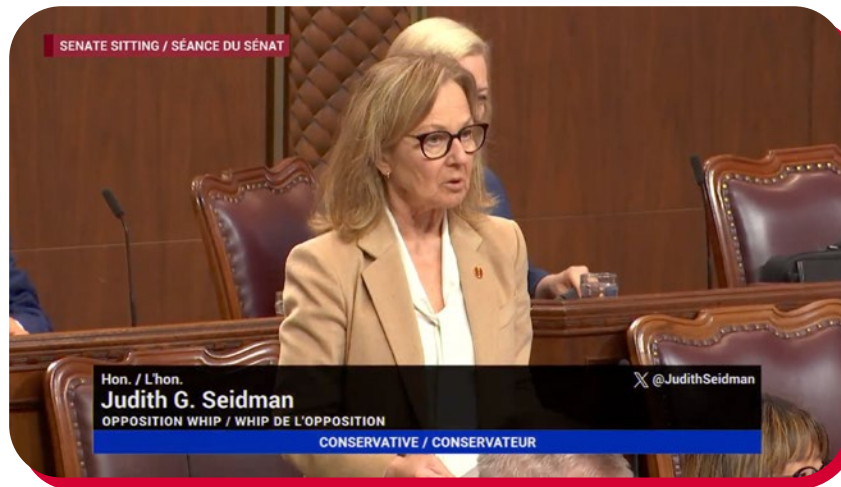 SENATE SITTING / SÉANCE DU SÉNAT
Hon. / L'hon.
Judith G. Seidman
X @JudithSeidman
OPPOSITION WHIP / WHIP DE L'OPPOSITION
CONSERVATIVE / CONSERVATEUR